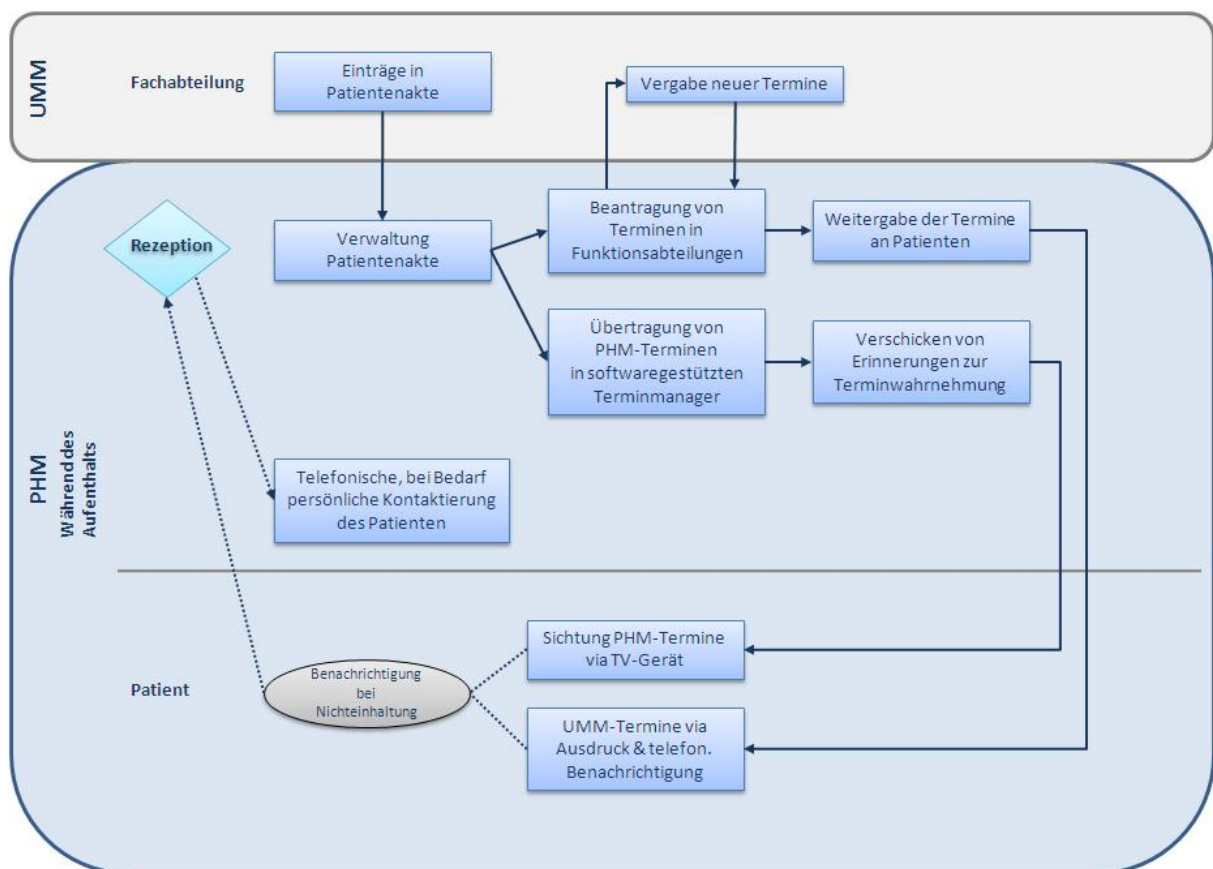 UMM
Fachabteilung
Einträge in
Patientenakte
Vergabe neuer Termine
PHM
Während des
Aufenthalts
Rezeption
Verwaltung
Patientenakte
Beantragung von
Terminen in
Funktionsabteilungen
Weitergabe der Termine
an Patienten
Übertragung von
PHM-Terminen
in softwaregestützten
Terminmanager
Verschicken von
Erinnerungen zur
Terminwahrnehmung
Telefonische, bei Bedarf
persönliche Kontaktierung
des Patienten
Patient
Benachrichtigung
bei
Nichteinhaltung
Sichtung PHM-Termine
via TV-Gerät
UMM-Termine via
Ausdruck & telefon.
Benachrichtigung